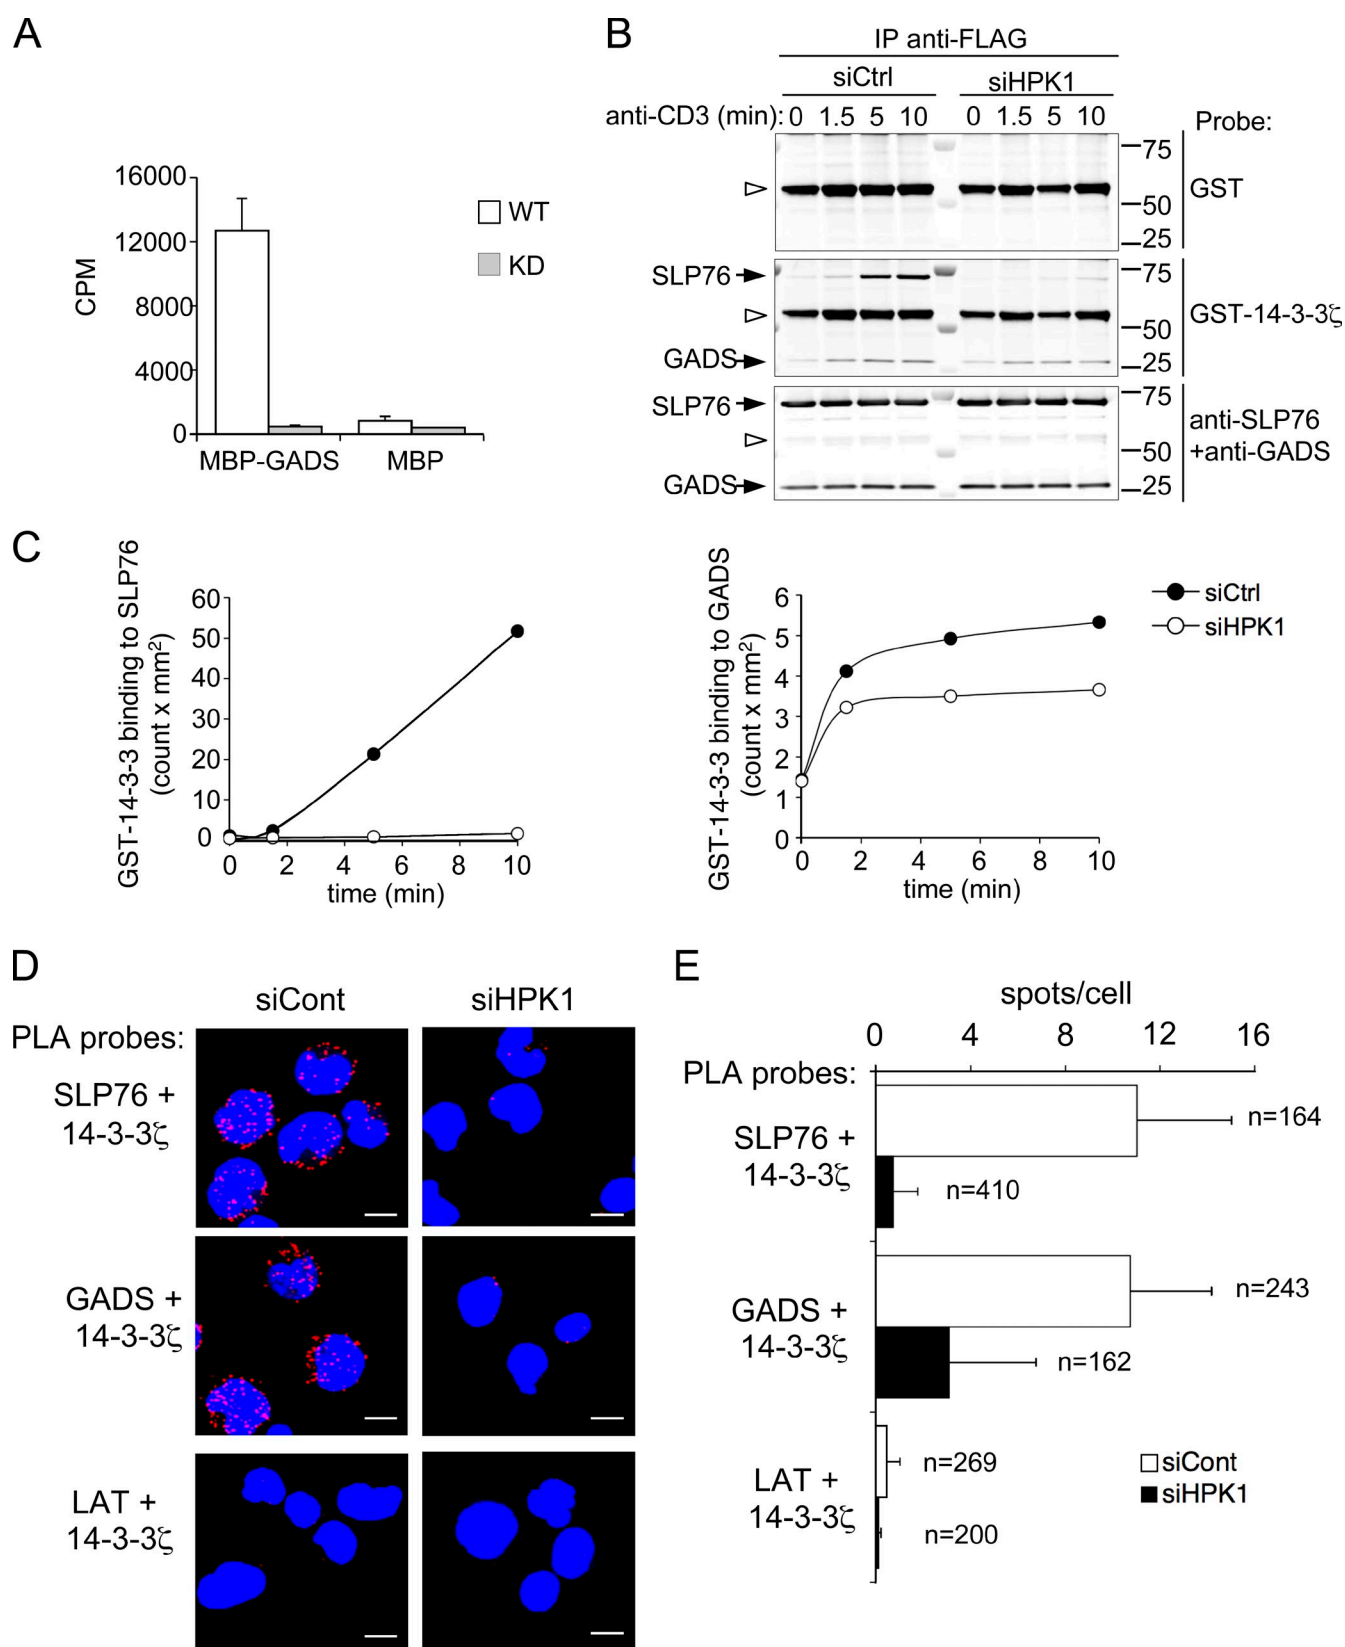 A
16000
12000
8000
4000
0
CPM
WT
KD
MBP-GADS MBP
B
IP anti-FLAG
siCtrl siHPK1
anti-CD3 (min): 0 1.5 5 10 0 1.5 5 10
Probe:
75
50
25
GST
SLP76
GADS
75
50
25
GST-14-3-3ζ
SLP76
GADS
75
50
25
anti-SLP76
+anti-GADS
C
GST-14-3-3 binding to SLP76
(count x mm²)
60
50
40
30
20
10
0
0 2 4 6 8 10
time (min)
GST-14-3-3 binding to GADS
(count x mm²)
6
5
4
3
2
1
0
0 2 4 6 8 10
time (min)
siCtrl
siHPK1
D
siCont siHPK1
PLA probes:
SLP76 +
14-3-3ζ
GADS +
14-3-3ζ
LAT +
14-3-3ζ
E
spots/cell
0 4 8 12 16
PLA probes:
SLP76 +
14-3-3ζ
n=164
n=410
GADS +
14-3-3ζ
n=243
n=162
LAT +
14-3-3ζ
n=269
n=200
siCont
siHPK1